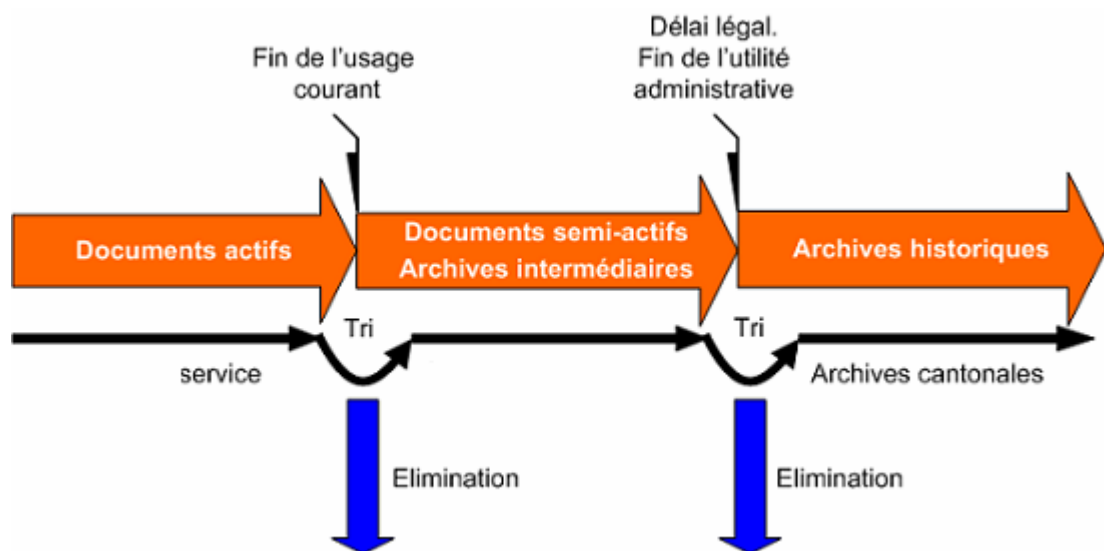 Fin de l'usage
courant
Délai légal.
Fin de l'utilité
administrative
Documents actifs
Documents semi-actifs
Archives intermédiaires
Archives historiques
Tri
Tri
service
Archives cantonales
Elimination
Elimination